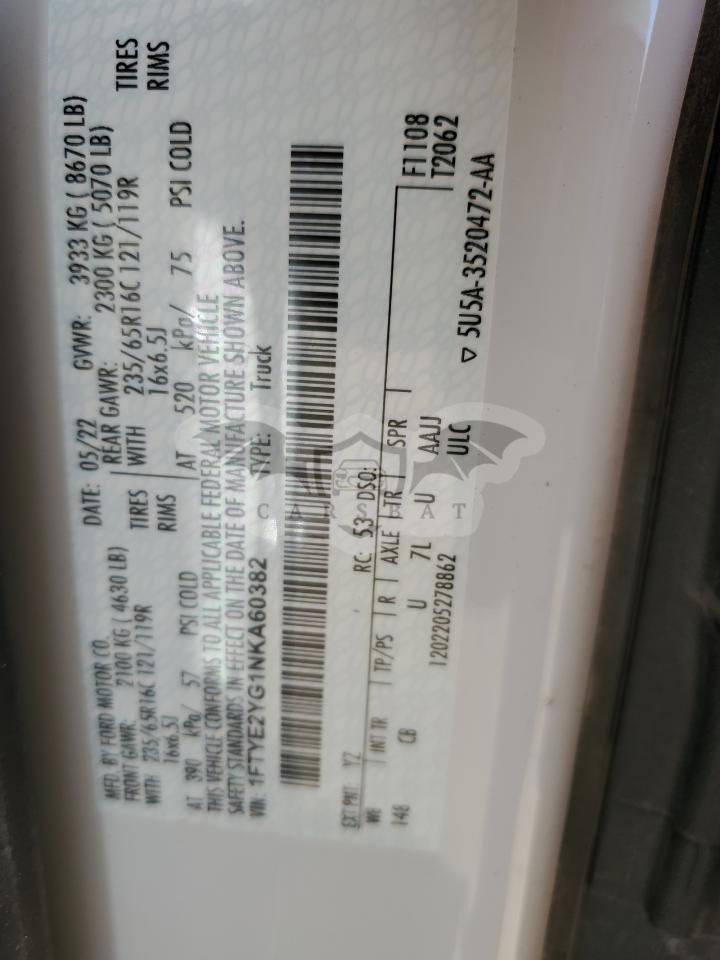 MFD. BY FORD MOTOR CO. DATE: 05/22 GVWR: 3933 KG ( 8670 LB)
FRONT GAWR: 2100 KG ( 4630 LB) REAR GAWR: 2300 KG ( 5070 LB)
WITH 235/65R16C 121/119R TIRES WITH 235/65R16C 121/119R TIRES
16x6.5J RIMS 16x6.5J RIMS
AT 390 kPa/ 57 PSI COLD AT 520 kPa/ 75 PSI COLD
THIS VEHICLE CONFORMS TO ALL APPLICABLE FEDERAL MOTOR VEHICLE
SAFETY STANDARDS IN EFFECT ON THE DATE OF MANUFACTURE SHOWN ABOVE.
VIN: 1FTYE2YG1NKA60382 TYPE: Truck
EXT PNT: YZ RC: 53 DSO: F1108
WB INT TR TP/PS R AXLE TR SPR T2062
148 CB U 7L U AAJJ
1202205278862 ULC ▽ 5U5A-3520472-AA
CARSBAT